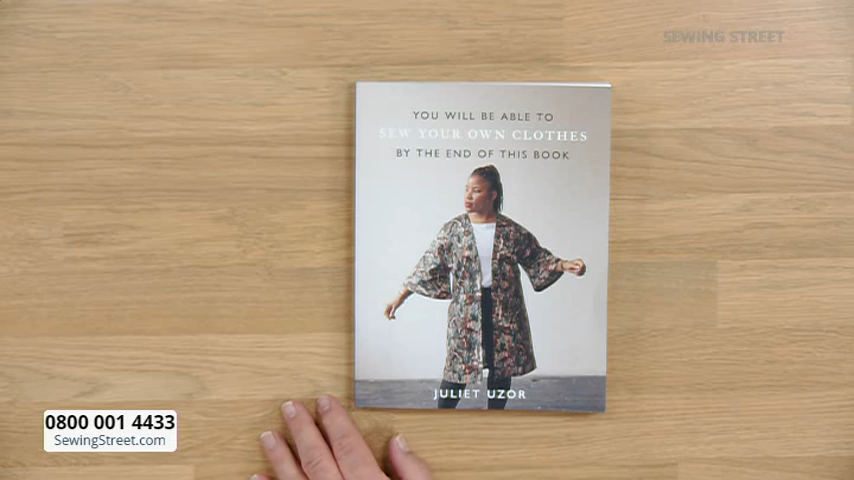 SEWING STREET
YOU WILL BE ABLE TO
SEW YOUR OWN CLOTHES
BY THE END OF THIS BOOK
JULIET UZOR
0800 001 4433
SewingStreet.com